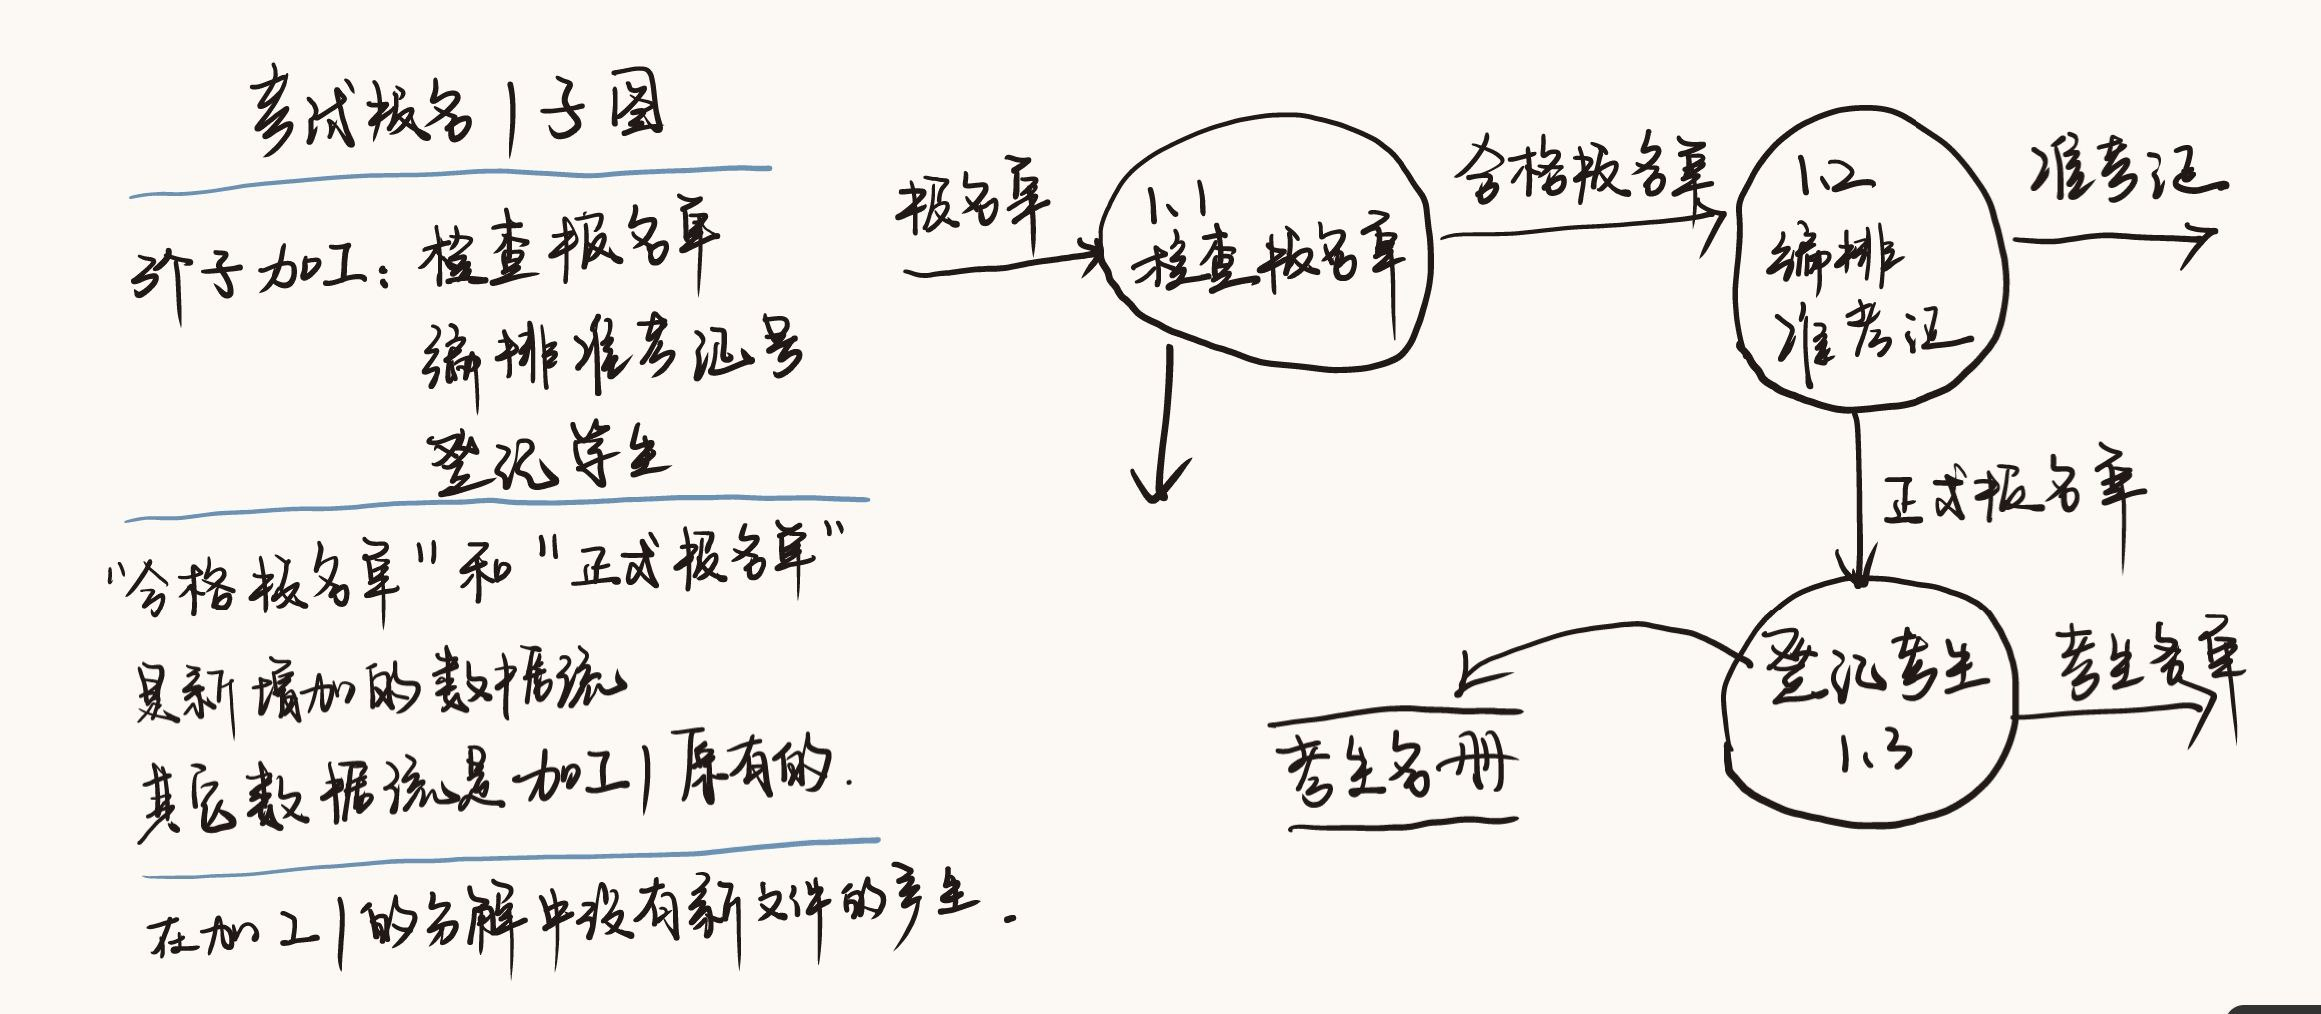 考试报名1子图
3个子加工：检查报名单
编排准考证号
登记学生
“合格报名单”和“正式报名单”
是新增加的数据流
其它数据流是加工1原有的.
在加工1的分解中没有新文件的产生.
报名单
1.1
检查报名单
合格报名单
1.2
编排
准考证
准考证
正式报名单
登记考生
1.3
考生名单
考生名册